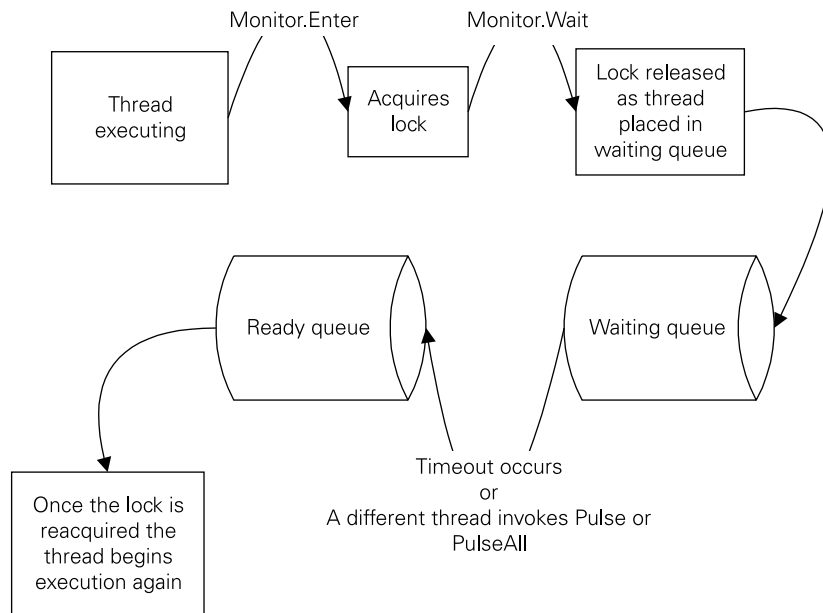 Monitor.Enter
Monitor.Wait
Thread
executing
Acquires
lock
Lock released
as thread
placed in
waiting queue
Ready queue
Waiting queue
Timeout occurs
or
A different thread invokes Pulse or
PulseAll
Once the lock is
reacquired the
thread begins
execution again